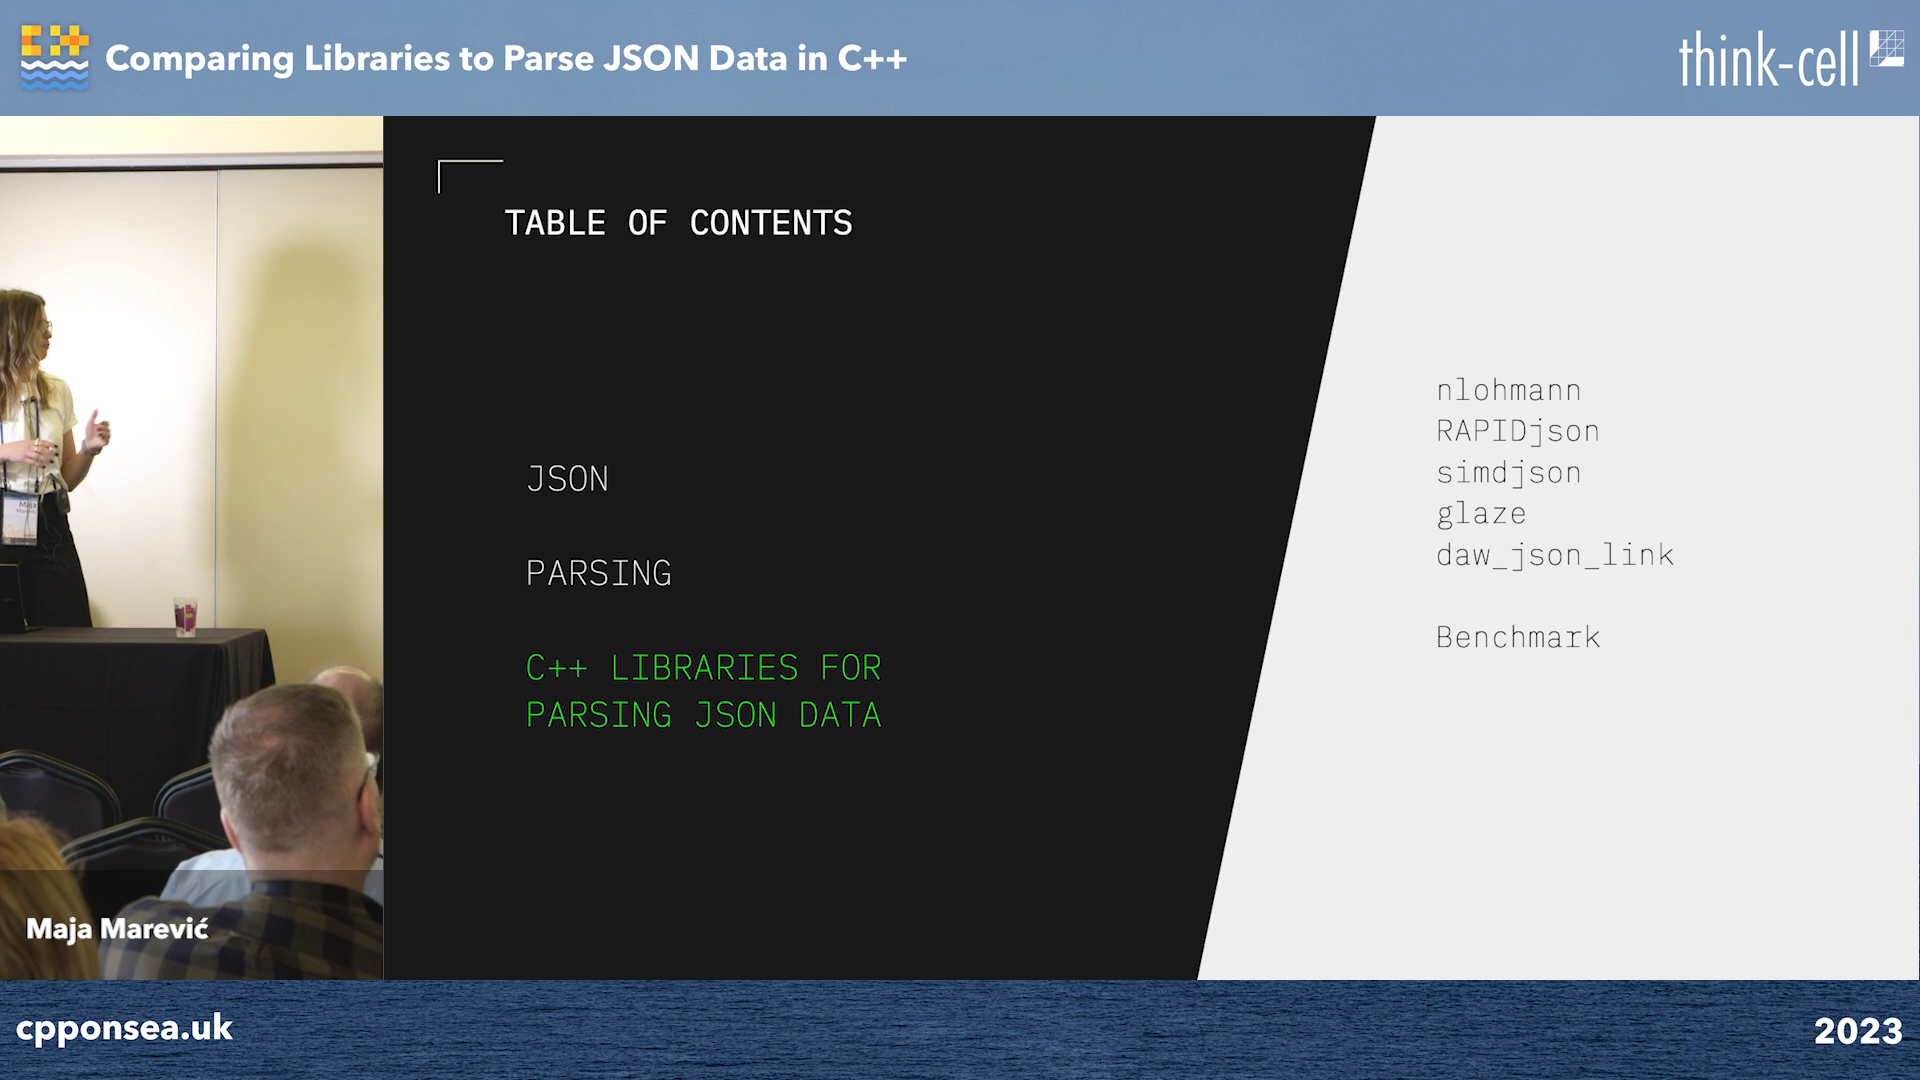 Comparing Libraries to Parse JSON Data in C++
think-cell
TABLE OF CONTENTS
JSON
PARSING
C++ LIBRARIES FOR
PARSING JSON DATA
nlohmann
RAPIDjson
simdjson
glaze
daw_json_link
Benchmark
Maja
Maja Marević
cpponsea.uk
2023